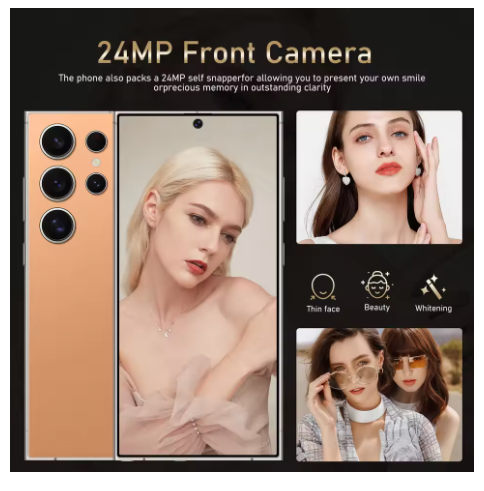 24MP Front Camera
The phone also packs a 24MP self snapperfor allowing you to present your own smile
orprecious memory in outstanding clarity
Thin face
Beauty
Whitening